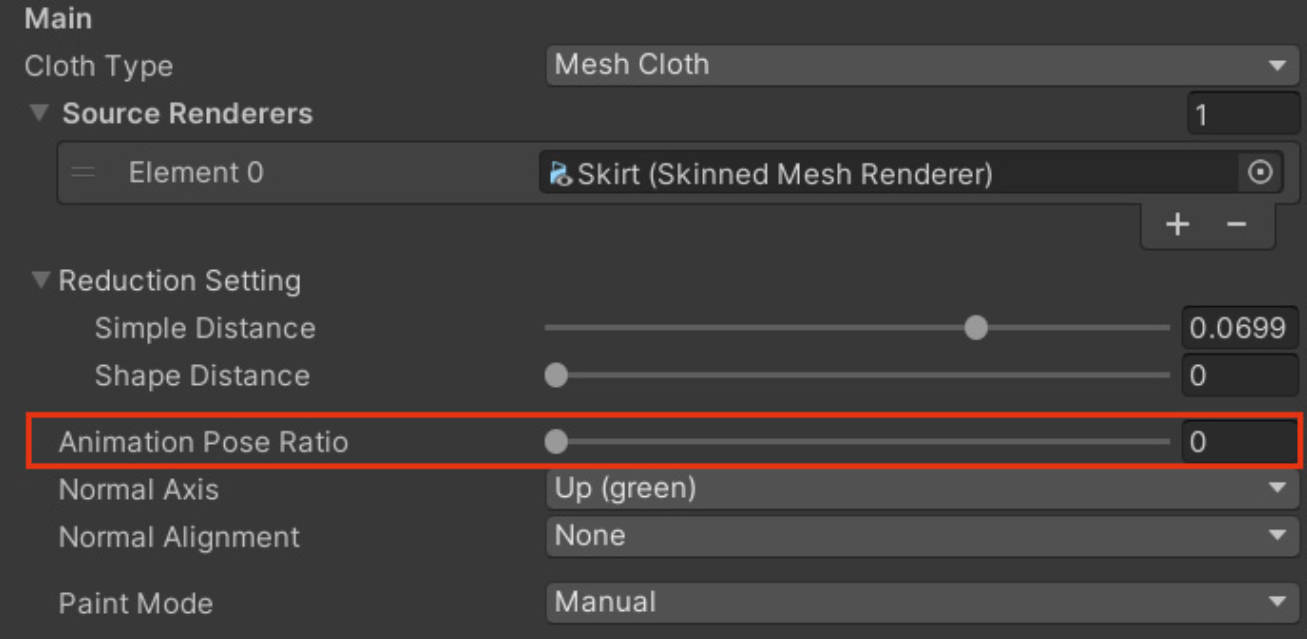 Main
Cloth Type Mesh Cloth
Source Renderers 1
Element 0 Skirt (Skinned Mesh Renderer)
+ −
Reduction Setting
Simple Distance 0.0699
Shape Distance 0
Animation Pose Ratio 0
Normal Axis Up (green)
Normal Alignment None
Paint Mode Manual